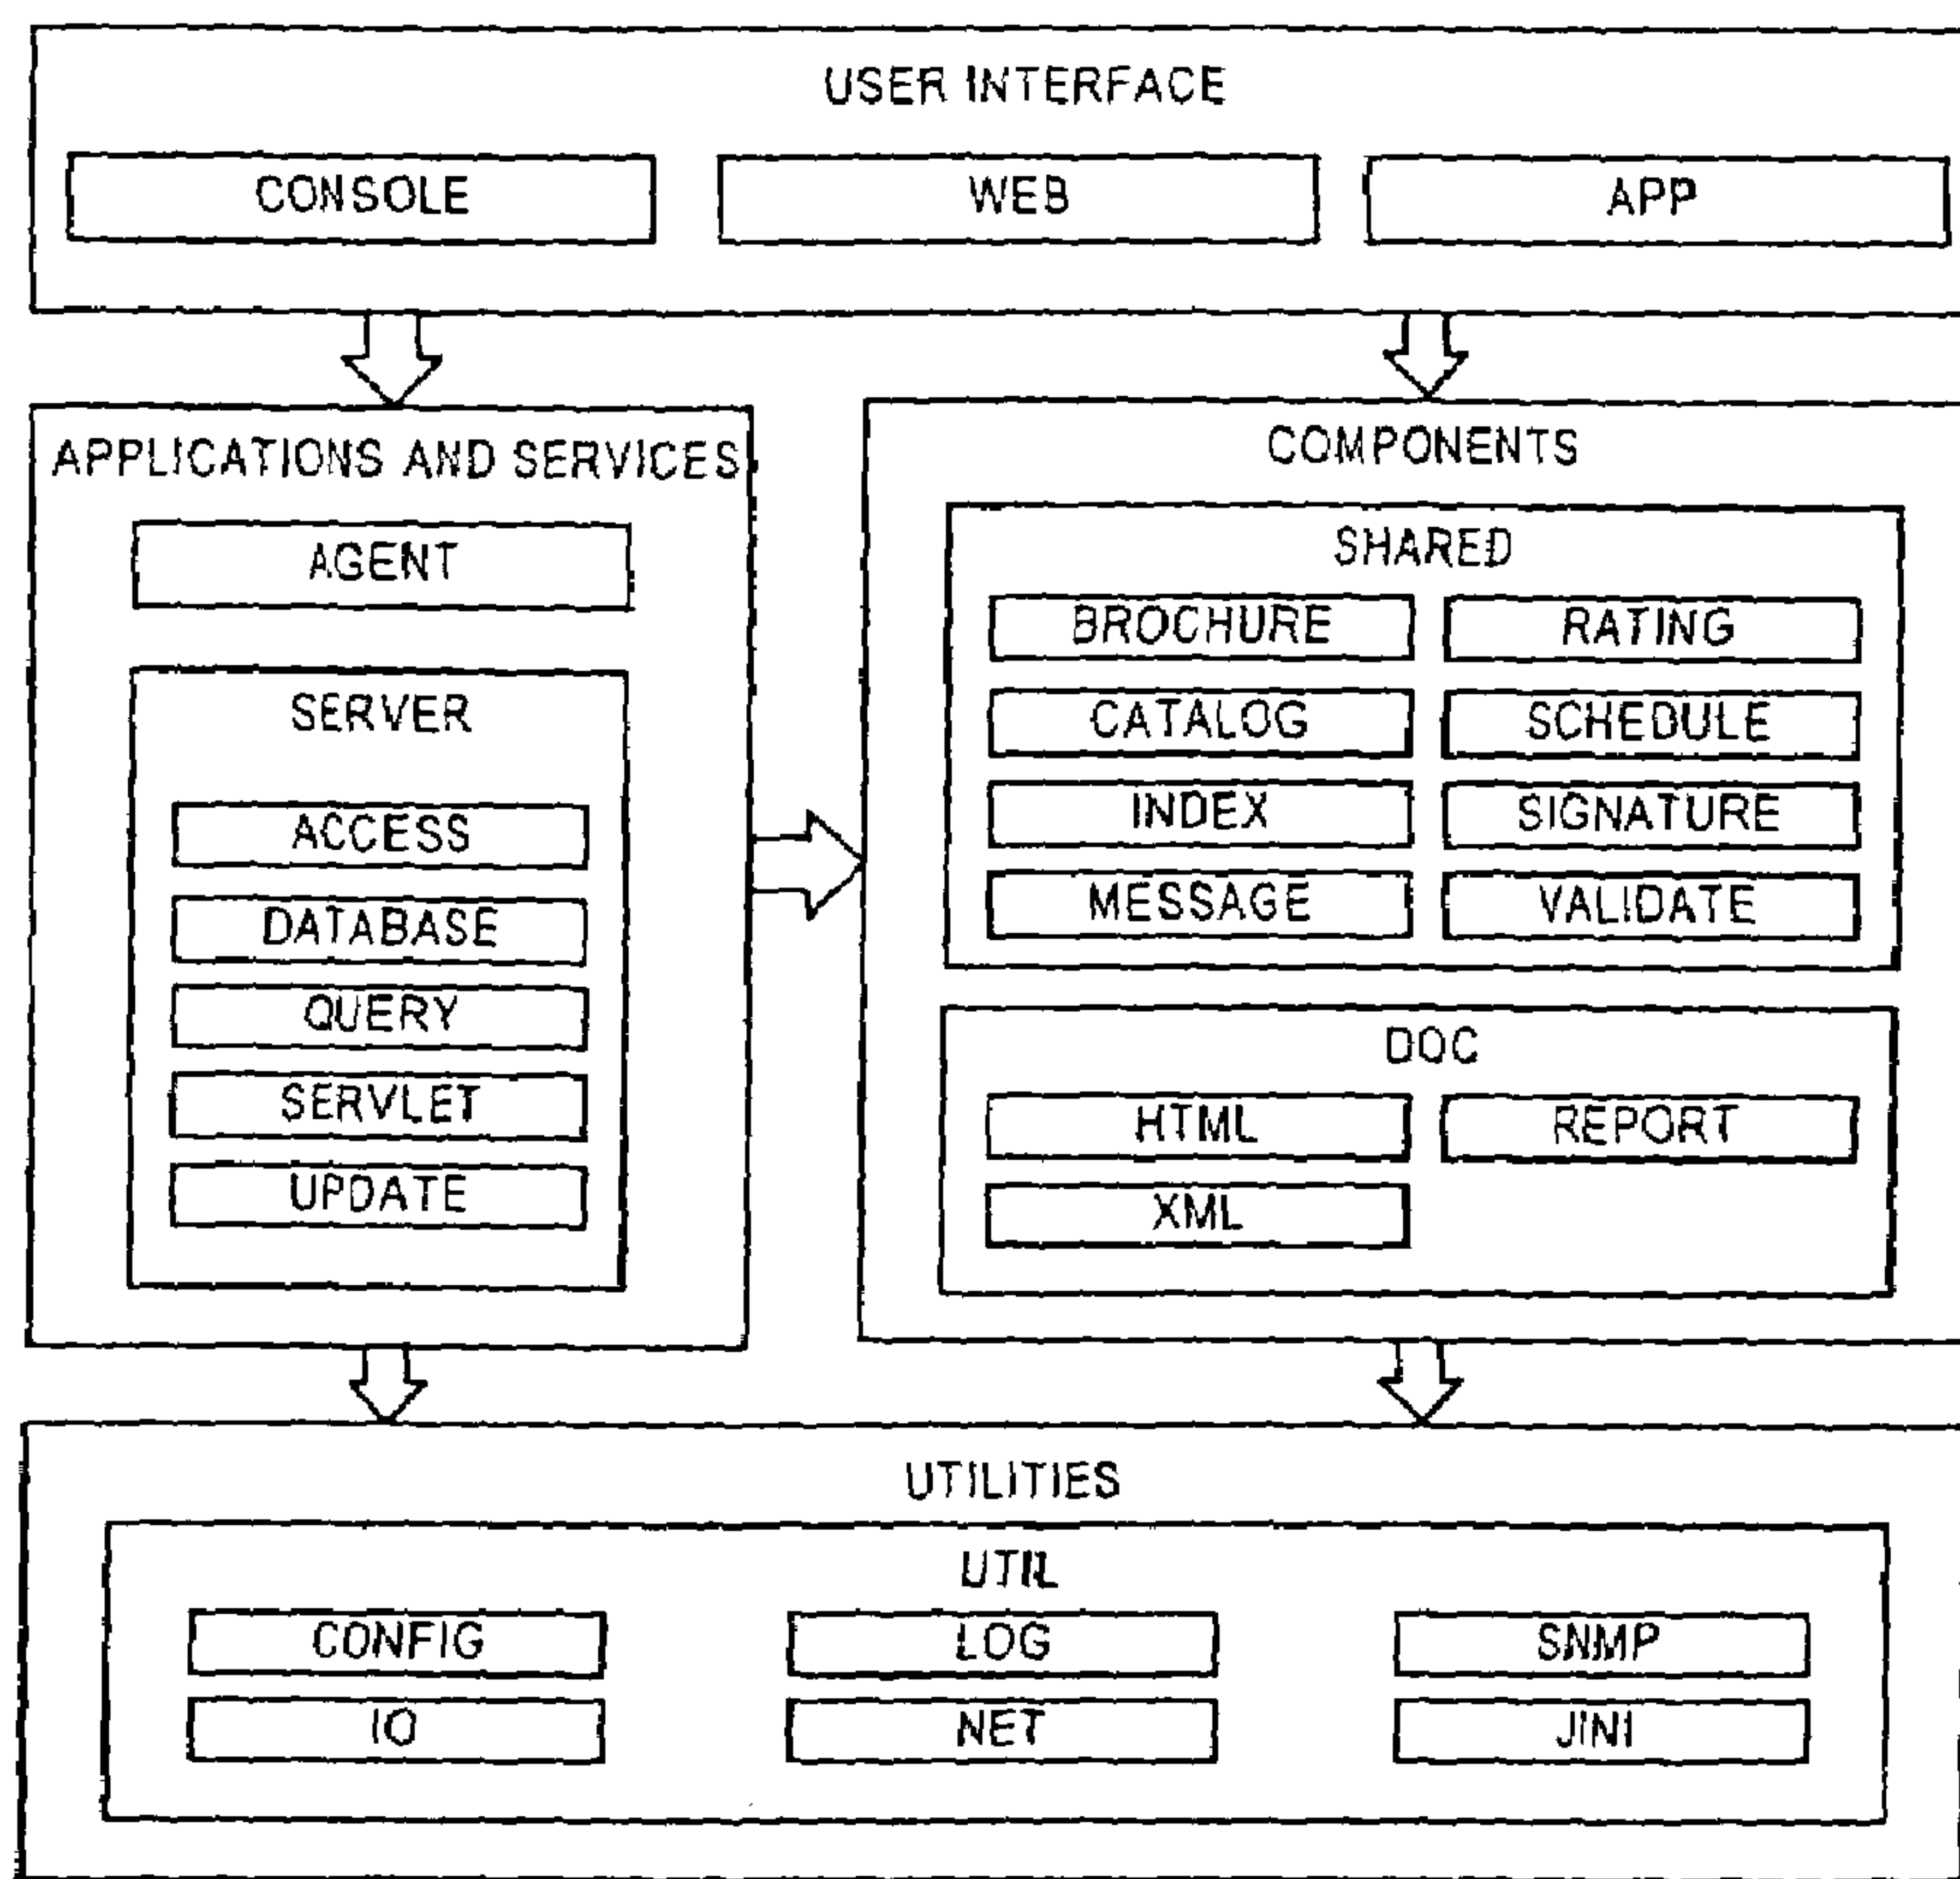 USER INTERFACE
CONSOLE
WEB
APP
APPLICATIONS AND SERVICES
AGENT
SERVER
ACCESS
DATABASE
QUERY
SERVLET
UPDATE
COMPONENTS
SHARED
BROCHURE
RATING
CATALOG
SCHEDULE
INDEX
SIGNATURE
MESSAGE
VALIDATE
DOC
HTML
REPORT
XML
UTILITIES
UTIL
CONFIG
LOG
SNMP
IO
NET
JINI